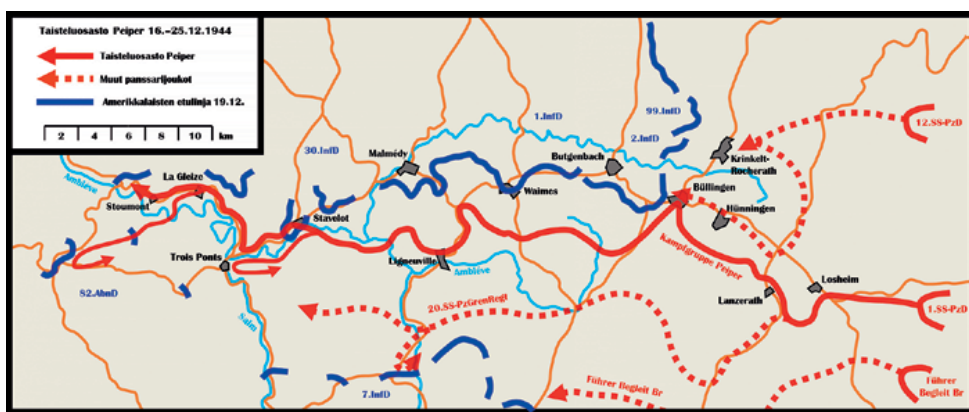 Taisteluosasto Peiper 16.–25.12.1944
Taisteluosasto Peiper
Muut panssarijoukot
Amerikkalaisten etulinja 19.12.
2 4 6 8 10 km
99.InfD
1.InfD
2.InfD
12.SS-PzD
30.InfD
Malmédy
Butgenbach
Krinkelt-
Rocherath
La Gleize
Amblève
Waimes
Büllingen
Stoumont
Stavelot
Hünningen
Trois Ponts
Ligneuville
Amblève
Kampfgruppe Peiper
Losheim
82.AbnD
Lanzerath
20.SS-PzGrenRegt
1.SS-PzD
Salm
7.InfD
Führer Begleit Br
Führer
Begleit Br